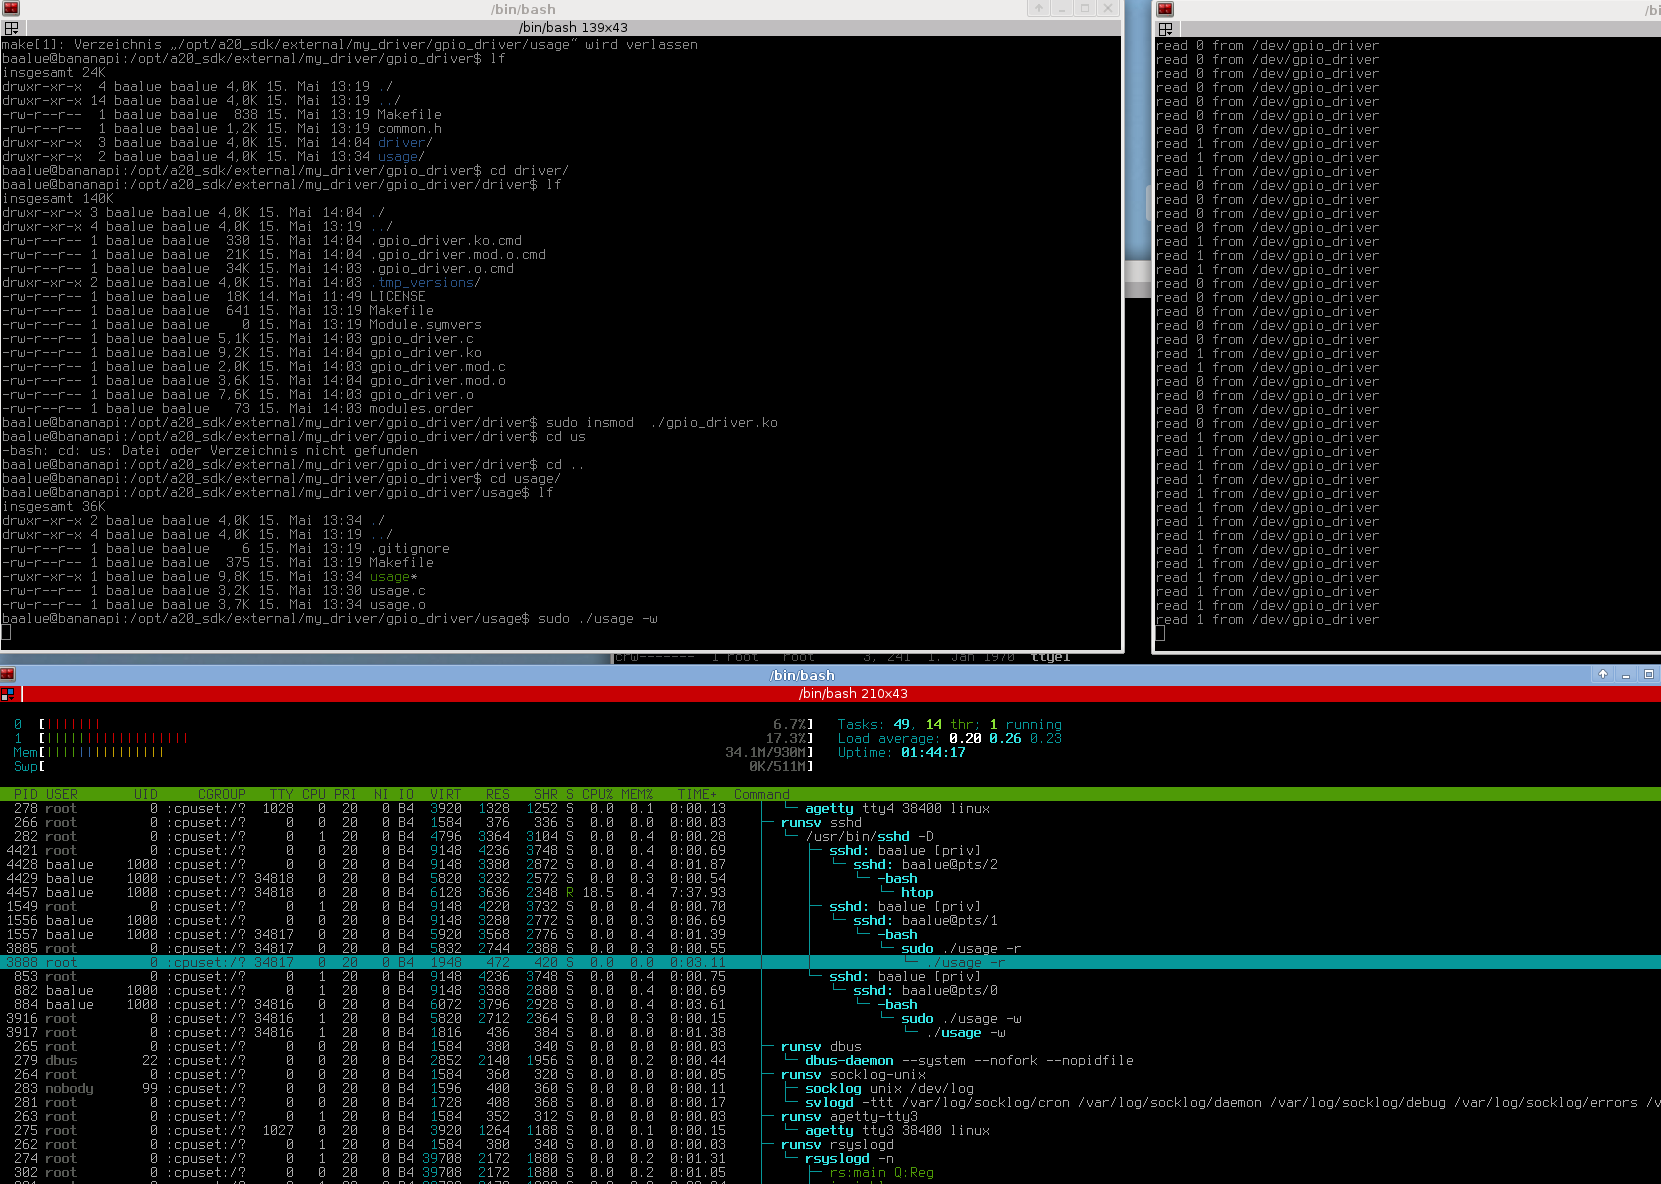 /bin/bash
/bin/bash 139x43
make[1]: Verzeichnis „/opt/a20_sdk/external/my_driver/gpio_driver/usage“ wird verlassen
baalue@bananapi:/opt/a20_sdk/external/my_driver/gpio_driver$ lf
insgesamt 24K
drwxr-xr-x  4 baalue baalue 4,0K 15. Mai 13:19 ./
drwxr-xr-x 14 baalue baalue 4,0K 15. Mai 13:19 ../
-rw-r--r--  1 baalue baalue  838 15. Mai 13:19 Makefile
-rw-r--r--  1 baalue baalue 1,2K 15. Mai 13:19 common.h
drwxr-xr-x  3 baalue baalue 4,0K 15. Mai 14:04 driver/
drwxr-xr-x  2 baalue baalue 4,0K 15. Mai 13:34 usage/
baalue@bananapi:/opt/a20_sdk/external/my_driver/gpio_driver$ cd driver/
baalue@bananapi:/opt/a20_sdk/external/my_driver/gpio_driver/driver$ lf
insgesamt 140K
drwxr-xr-x 3 baalue baalue 4,0K 15. Mai 14:04 ./
drwxr-xr-x 4 baalue baalue 4,0K 15. Mai 13:19 ../
-rw-r--r-- 1 baalue baalue  330 15. Mai 14:04 .gpio_driver.ko.cmd
-rw-r--r-- 1 baalue baalue  21K 15. Mai 14:04 .gpio_driver.mod.o.cmd
-rw-r--r-- 1 baalue baalue  34K 15. Mai 14:03 .gpio_driver.o.cmd
drwxr-xr-x 2 baalue baalue 4,0K 15. Mai 14:03 .tmp_versions/
-rw-r--r-- 1 baalue baalue  18K 14. Mai 11:49 LICENSE
-rw-r--r-- 1 baalue baalue  641 15. Mai 13:19 Makefile
-rw-r--r-- 1 baalue baalue    0 15. Mai 13:19 Module.symvers
-rw-r--r-- 1 baalue baalue 5,1K 15. Mai 14:03 gpio_driver.c
-rw-r--r-- 1 baalue baalue 9,2K 15. Mai 14:04 gpio_driver.ko
-rw-r--r-- 1 baalue baalue 2,0K 15. Mai 14:03 gpio_driver.mod.c
-rw-r--r-- 1 baalue baalue 3,6K 15. Mai 14:04 gpio_driver.mod.o
-rw-r--r-- 1 baalue baalue 7,6K 15. Mai 14:03 gpio_driver.o
-rw-r--r-- 1 baalue baalue   73 15. Mai 14:03 modules.order
baalue@bananapi:/opt/a20_sdk/external/my_driver/gpio_driver/driver$ sudo insmod  ./gpio_driver.ko
baalue@bananapi:/opt/a20_sdk/external/my_driver/gpio_driver/driver$ cd us
-bash: cd: us: Datei oder Verzeichnis nicht gefunden
baalue@bananapi:/opt/a20_sdk/external/my_driver/gpio_driver/driver$ cd ..
baalue@bananapi:/opt/a20_sdk/external/my_driver/gpio_driver$ cd usage/
baalue@bananapi:/opt/a20_sdk/external/my_driver/gpio_driver/usage$ lf
insgesamt 36K
drwxr-xr-x 2 baalue baalue 4,0K 15. Mai 13:34 ./
drwxr-xr-x 4 baalue baalue 4,0K 15. Mai 13:19 ../
-rw-r--r-- 1 baalue baalue    6 15. Mai 13:19 .gitignore
-rw-r--r-- 1 baalue baalue  375 15. Mai 13:19 Makefile
-rwxr-xr-x 1 baalue baalue 9,8K 15. Mai 13:34 usage*
-rw-r--r-- 1 baalue baalue 3,2K 15. Mai 13:30 usage.c
-rw-r--r-- 1 baalue baalue 3,7K 15. Mai 13:34 usage.o
baalue@bananapi:/opt/a20_sdk/external/my_driver/gpio_driver/usage$ sudo ./usage -w
/bi
read 0 from /dev/gpio_driver
read 0 from /dev/gpio_driver
read 0 from /dev/gpio_driver
read 0 from /dev/gpio_driver
read 0 from /dev/gpio_driver
read 0 from /dev/gpio_driver
read 0 from /dev/gpio_driver
read 1 from /dev/gpio_driver
read 1 from /dev/gpio_driver
read 1 from /dev/gpio_driver
read 0 from /dev/gpio_driver
read 0 from /dev/gpio_driver
read 0 from /dev/gpio_driver
read 0 from /dev/gpio_driver
read 1 from /dev/gpio_driver
read 1 from /dev/gpio_driver
read 1 from /dev/gpio_driver
read 0 from /dev/gpio_driver
read 0 from /dev/gpio_driver
read 0 from /dev/gpio_driver
read 0 from /dev/gpio_driver
read 0 from /dev/gpio_driver
read 1 from /dev/gpio_driver
read 1 from /dev/gpio_driver
read 0 from /dev/gpio_driver
read 0 from /dev/gpio_driver
read 0 from /dev/gpio_driver
read 0 from /dev/gpio_driver
read 1 from /dev/gpio_driver
read 1 from /dev/gpio_driver
read 1 from /dev/gpio_driver
read 1 from /dev/gpio_driver
read 1 from /dev/gpio_driver
read 1 from /dev/gpio_driver
read 1 from /dev/gpio_driver
read 1 from /dev/gpio_driver
read 1 from /dev/gpio_driver
read 1 from /dev/gpio_driver
read 1 from /dev/gpio_driver
read 1 from /dev/gpio_driver
read 1 from /dev/gpio_driver
read 1 from /dev/gpio_driver
crw------- 1 root root 3, 241 1. Jan 1970 ttye1
/bin/bash
/bin/bash 210x43
0 [||||||| 6.7%] Tasks: 49, 14 thr; 1 running
1 [|||||||||||||||||| 17.3%] Load average: 0.20 0.26 0.23
Mem[||||||||||||||| 34.1M/930M] Uptime: 01:44:17
Swp[ 0K/511M]
PID USER UID CGROUP TTY CPU PRI NI IO VIRT RES SHR S CPU% MEM% TIME+ Command
278 root 0 :cpuset:/? 1028 0 20 0 B4 3920 1328 1252 S 0.0 0.1 0:00.13 └─ agetty tty4 38400 linux
266 root 0 :cpuset:/? 0 0 20 0 B4 1584 376 336 S 0.0 0.0 0:00.03 ├─ runsv sshd
282 root 0 :cpuset:/? 0 1 20 0 B4 4796 3364 3104 S 0.0 0.4 0:00.28 └─ /usr/bin/sshd -D
4421 root 0 :cpuset:/? 0 0 20 0 B4 9148 4236 3748 S 0.0 0.4 0:00.69 ├─ sshd: baalue [priv]
4428 baalue 1000 :cpuset:/? 0 0 20 0 B4 9148 3380 2872 S 0.0 0.4 0:01.87 └─ sshd: baalue@pts/2
4429 baalue 1000 :cpuset:/? 34818 0 20 0 B4 5820 3232 2572 S 0.0 0.3 0:00.54 └─ -bash
4457 baalue 1000 :cpuset:/? 34818 0 20 0 B4 6128 3636 2348 R 18.5 0.4 7:37.93 └─ htop
1549 root 0 :cpuset:/? 0 1 20 0 B4 9148 4220 3732 S 0.0 0.4 0:00.70 ├─ sshd: baalue [priv]
1556 baalue 1000 :cpuset:/? 0 0 20 0 B4 9148 3280 2772 S 0.0 0.3 0:06.69 └─ sshd: baalue@pts/1
1557 baalue 1000 :cpuset:/? 34817 0 20 0 B4 5920 3568 2776 S 0.0 0.4 0:01.39 └─ -bash
3885 root 0 :cpuset:/? 34817 0 20 0 B4 5832 2744 2388 S 0.0 0.3 0:00.55 └─ sudo ./usage -r
3888 root 0 :cpuset:/? 34817 0 20 0 B4 1948 472 420 S 0.0 0.0 0:03.11 └─ ./usage -r
853 root 0 :cpuset:/? 0 1 20 0 B4 9148 4236 3748 S 0.0 0.4 0:00.75 └─ sshd: baalue [priv]
882 baalue 1000 :cpuset:/? 0 1 20 0 B4 9148 3388 2880 S 0.0 0.4 0:00.69 └─ sshd: baalue@pts/0
884 baalue 1000 :cpuset:/? 34816 0 20 0 B4 6072 3796 2928 S 0.0 0.4 0:03.61 └─ -bash
3916 root 0 :cpuset:/? 34816 1 20 0 B4 5820 2712 2364 S 0.0 0.3 0:00.15 └─ sudo ./usage -w
3917 root 0 :cpuset:/? 34816 1 20 0 B4 1816 436 384 S 0.0 0.0 0:01.38 └─ ./usage -w
265 root 0 :cpuset:/? 0 0 20 0 B4 1584 380 340 S 0.0 0.0 0:00.03 ├─ runsv dbus
279 dbus 22 :cpuset:/? 0 0 20 0 B4 2852 2140 1956 S 0.0 0.2 0:00.44 └─ dbus-daemon --system --nofork --nopidfile
264 root 0 :cpuset:/? 0 0 20 0 B4 1584 360 320 S 0.0 0.0 0:00.05 ├─ runsv socklog-unix
283 nobody 99 :cpuset:/? 0 0 20 0 B4 1596 400 360 S 0.0 0.0 0:00.11 ├─ socklog unix /dev/log
281 root 0 :cpuset:/? 0 0 20 0 B4 1728 408 368 S 0.0 0.0 0:00.17 └─ svlogd -ttt /var/log/socklog/cron /var/log/socklog/daemon /var/log/socklog/debug /var/log/socklog/errors /v
263 root 0 :cpuset:/? 0 1 20 0 B4 1584 352 312 S 0.0 0.0 0:00.03 ├─ runsv agetty-tty3
275 root 0 :cpuset:/? 1027 0 20 0 B4 3920 1264 1188 S 0.0 0.1 0:00.15 └─ agetty tty3 38400 linux
262 root 0 :cpuset:/? 0 1 20 0 B4 1584 380 340 S 0.0 0.0 0:00.03 ├─ runsv rsyslogd
274 root 0 :cpuset:/? 0 1 20 0 B4 39708 2172 1880 S 0.0 0.2 0:01.31 └─ rsyslogd -n
302 root 0 :cpuset:/? 0 0 20 0 B4 39708 2172 1880 S 0.0 0.2 0:01.05 ├─ rs:main Q:Reg